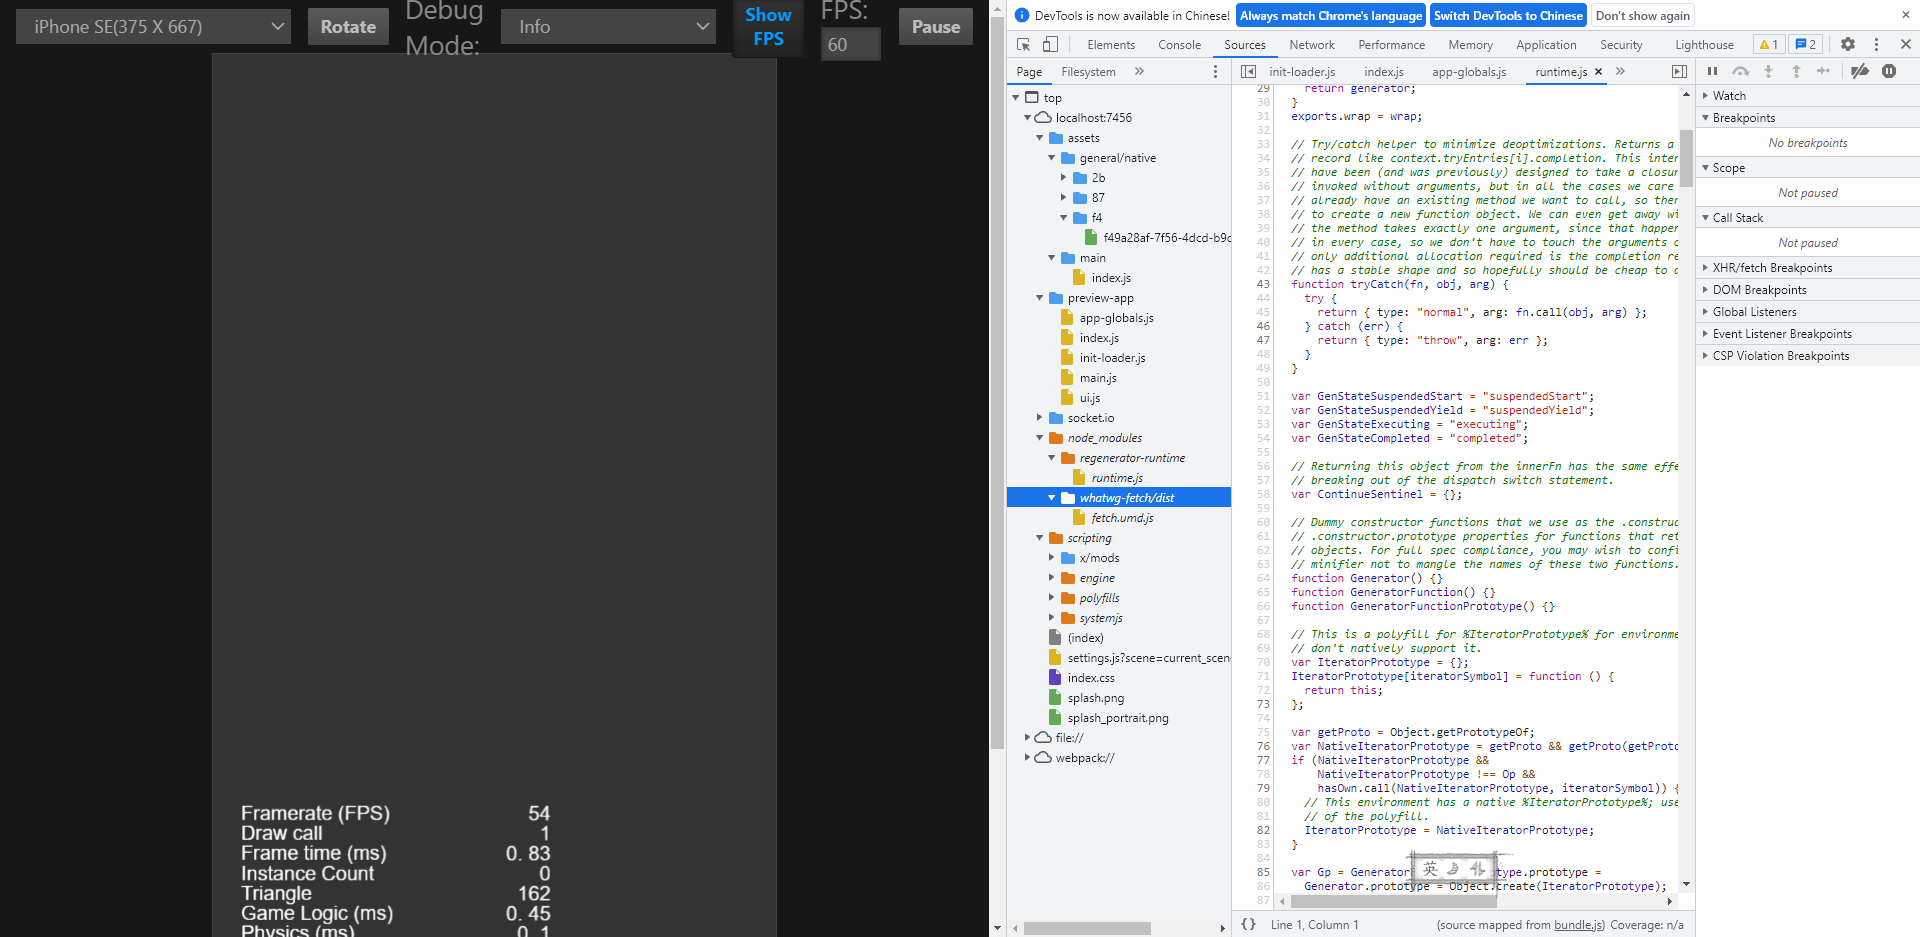 iPhone SE(375 X 667)
Rotate
Debug Mode:
Info
Show FPS
FPS:
60
Pause
Framerate (FPS) 54
Draw call 1
Frame time (ms) 0. 83
Instance Count 0
Triangle 162
Game Logic (ms) 0. 45
Physics (ms) 0. 1
DevTools is now available in Chinese!
Always match Chrome's language
Switch DevTools to Chinese
Don't show again
Elements Console Sources Network Performance Memory Application Security Lighthouse 1 2
Page Filesystem
top
localhost:7456
assets
general/native
2b
87
f4
f49a28af-7f56-4dcd-b9c
main
index.js
preview-app
app-globals.js
index.js
init-loader.js
main.js
ui.js
socket.io
node_modules
regenerator-runtime
runtime.js
whatwg-fetch/dist
fetch.umd.js
scripting
x/mods
engine
polyfills
systemjs
(index)
settings.js?scene=current_scen
index.css
splash.png
splash_portrait.png
file://
webpack://
init-loader.js index.js app-globals.js runtime.js
29 return generator;
30 }
31 exports.wrap = wrap;
32
33 // Try/catch helper to minimize deoptimizations. Returns a
34 // record like context.tryEntries[i].completion. This inter
35 // have been (and was previously) designed to take a closur
36 // invoked without arguments, but in all the cases we care
37 // already have an existing method we want to call, so ther
38 // to create a new function object. We can even get away wi
39 // the method takes exactly one argument, since that happen
40 // in every case, so we don't have to touch the arguments o
41 // only additional allocation required is the completion re
42 // has a stable shape and so hopefully should be cheap to a
43 function tryCatch(fn, obj, arg) {
44 try {
45 return { type: "normal", arg: fn.call(obj, arg) };
46 } catch (err) {
47 return { type: "throw", arg: err };
48 }
49 }
50
51 var GenStateSuspendedStart = "suspendedStart";
52 var GenStateSuspendedYield = "suspendedYield";
53 var GenStateExecuting = "executing";
54 var GenStateCompleted = "completed";
55
56 // Returning this object from the innerFn has the same effe
57 // breaking out of the dispatch switch statement.
58 var ContinueSentinel = {};
59
60 // Dummy constructor functions that we use as the .construc
61 // .constructor.prototype properties for functions that ret
62 // objects. For full spec compliance, you may wish to confi
63 // minifier not to mangle the names of these two functions.
64 function Generator() {}
65 function GeneratorFunction() {}
66 function GeneratorFunctionPrototype() {}
67
68 // This is a polyfill for %IteratorPrototype% for environme
69 // don't natively support it.
70 var IteratorPrototype = {};
71 IteratorPrototype[iteratorSymbol] = function () {
72 return this;
73 };
74
75 var getProto = Object.getPrototypeOf;
76 var NativeIteratorPrototype = getProto && getProto(getProto
77 if (NativeIteratorPrototype &&
78 NativeIteratorPrototype !== Op &&
79 hasOwn.call(NativeIteratorPrototype, iteratorSymbol)) {
80 // This environment has a native %IteratorPrototype%; use
81 // of the polyfill.
82 IteratorPrototype = NativeIteratorPrototype;
83 }
84
85 var Gp = Generator type.prototype =
86 Generator.prototype = Object.create(IteratorPrototype);
87
英
{} Line 1, Column 1 (source mapped from bundle.js) Coverage: n/a
Watch
Breakpoints
No breakpoints
Scope
Not paused
Call Stack
Not paused
XHR/fetch Breakpoints
DOM Breakpoints
Global Listeners
Event Listener Breakpoints
CSP Violation Breakpoints